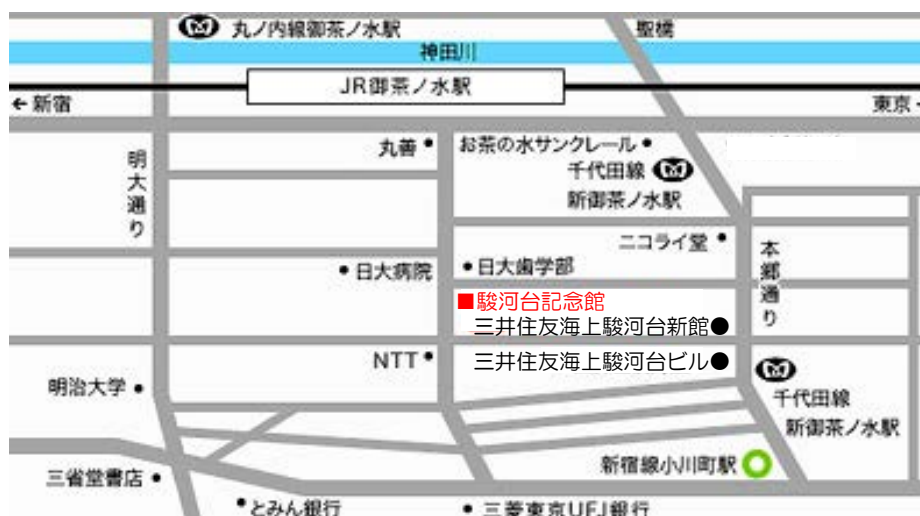 丸ノ内線御茶ノ水駅
聖橋
神田川
JR御茶ノ水駅
←新宿
東京
明大通り
丸善
お茶の水サンクレール
千代田線
新御茶ノ水駅
ニコライ堂
本郷通り
日大病院
日大歯学部
■駿河台記念館
三井住友海上駿河台新館●
NTT
三井住友海上駿河台ビル●
明治大学
千代田線
新御茶ノ水駅
新宿線小川町駅
三省堂書店
とみん銀行
三菱東京UFJ銀行